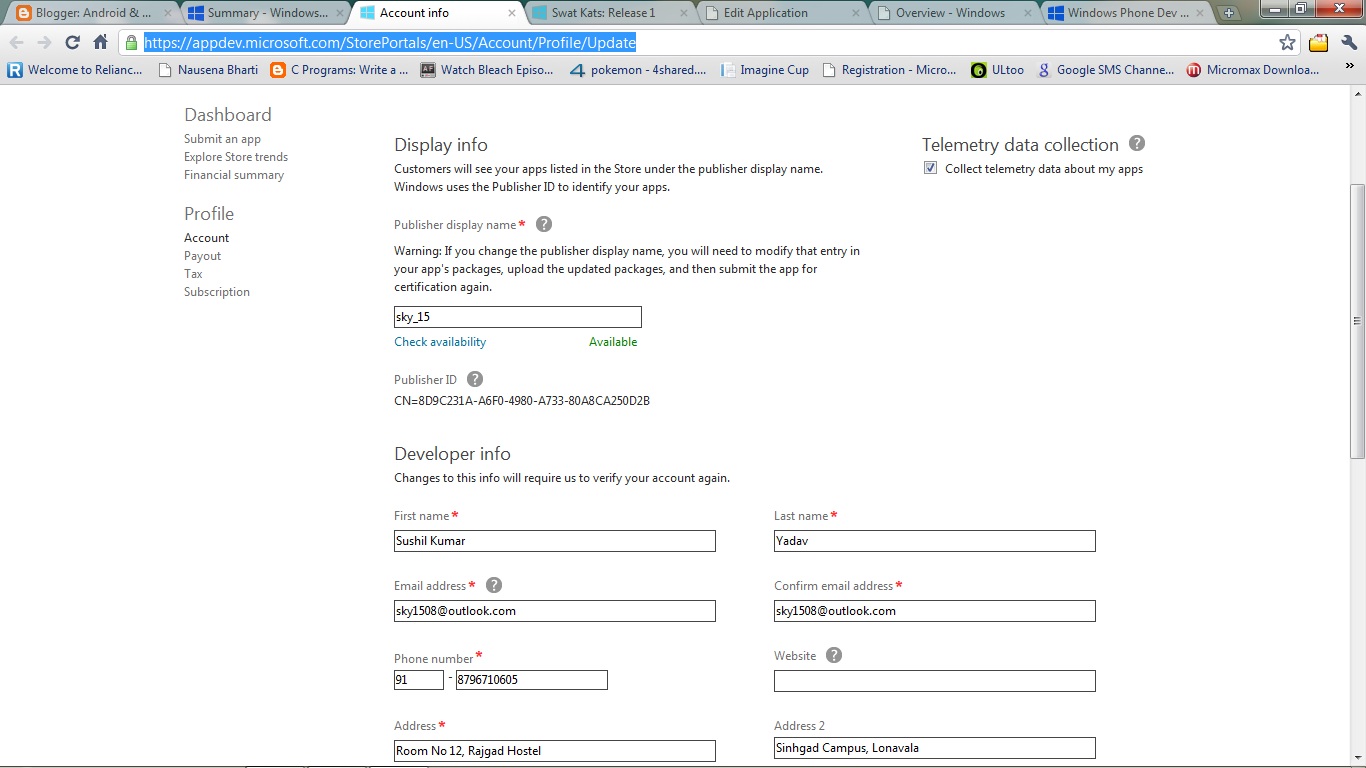 Blogger: Android & ...
Summary - Windows...
Account info
Swat Kats: Release 1
Edit Application
Overview - Windows
Windows Phone Dev ...
https://appdev.microsoft.com/StorePortals/en-US/Account/Profile/Update
Welcome to Relianc...
Nausena Bharti
C Programs: Write a ...
Watch Bleach Episo...
pokemon - 4shared....
Imagine Cup
Registration - Micro...
ULtoo
Google SMS Channe...
Micromax Downloa...
»
Dashboard
Submit an app
Explore Store trends
Financial summary
Profile
Account
Payout
Tax
Subscription
Display info
Customers will see your apps listed in the Store under the publisher display name.
Windows uses the Publisher ID to identify your apps.
Telemetry data collection ?
Collect telemetry data about my apps
Publisher display name * ?
Warning: If you change the publisher display name, you will need to modify that entry in
your app's packages, upload the updated packages, and then submit the app for
certification again.
sky_15
Check availability Available
Publisher ID ?
CN=8D9C231A-A6F0-4980-A733-80A8CA250D2B
Developer info
Changes to this info will require us to verify your account again.
First name * Last name *
Sushil Kumar Yadav
Email address * ? Confirm email address *
sky1508@outlook.com sky1508@outlook.com
Phone number * Website ?
91 - 8796710605
Address * Address 2
Room No 12, Rajgad Hostel Sinhgad Campus, Lonavala